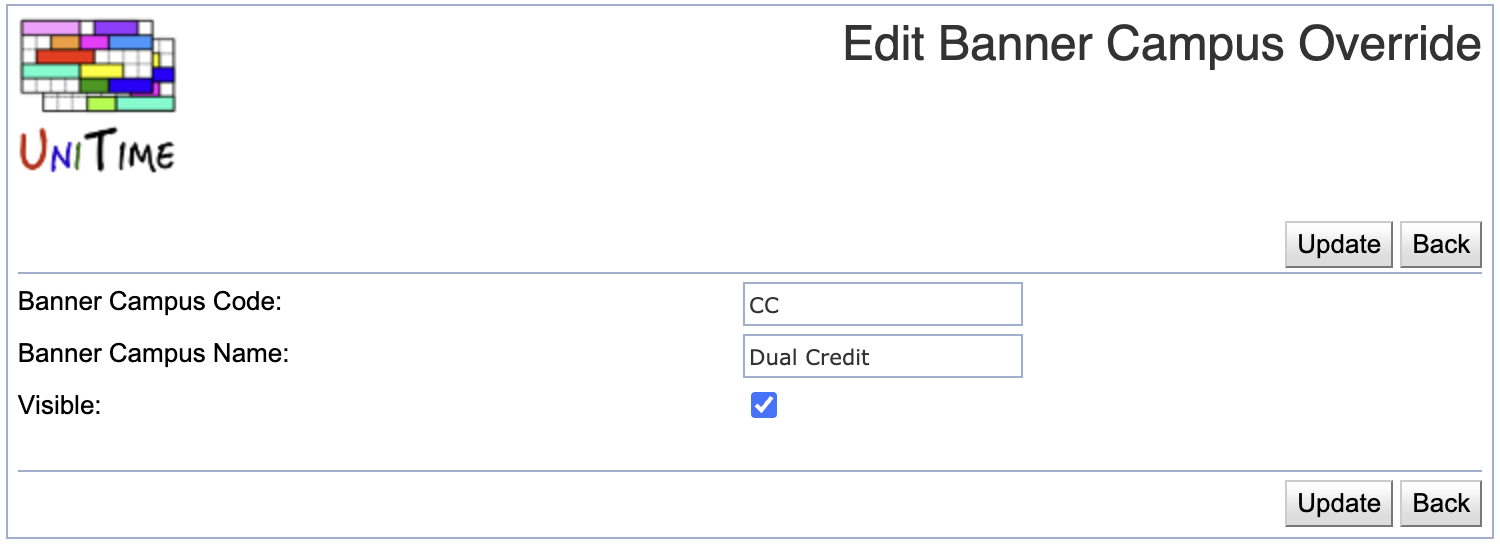 UNITIME
Edit Banner Campus Override
Update Back
Banner Campus Code: CC
Banner Campus Name: Dual Credit
Visible:
Update Back